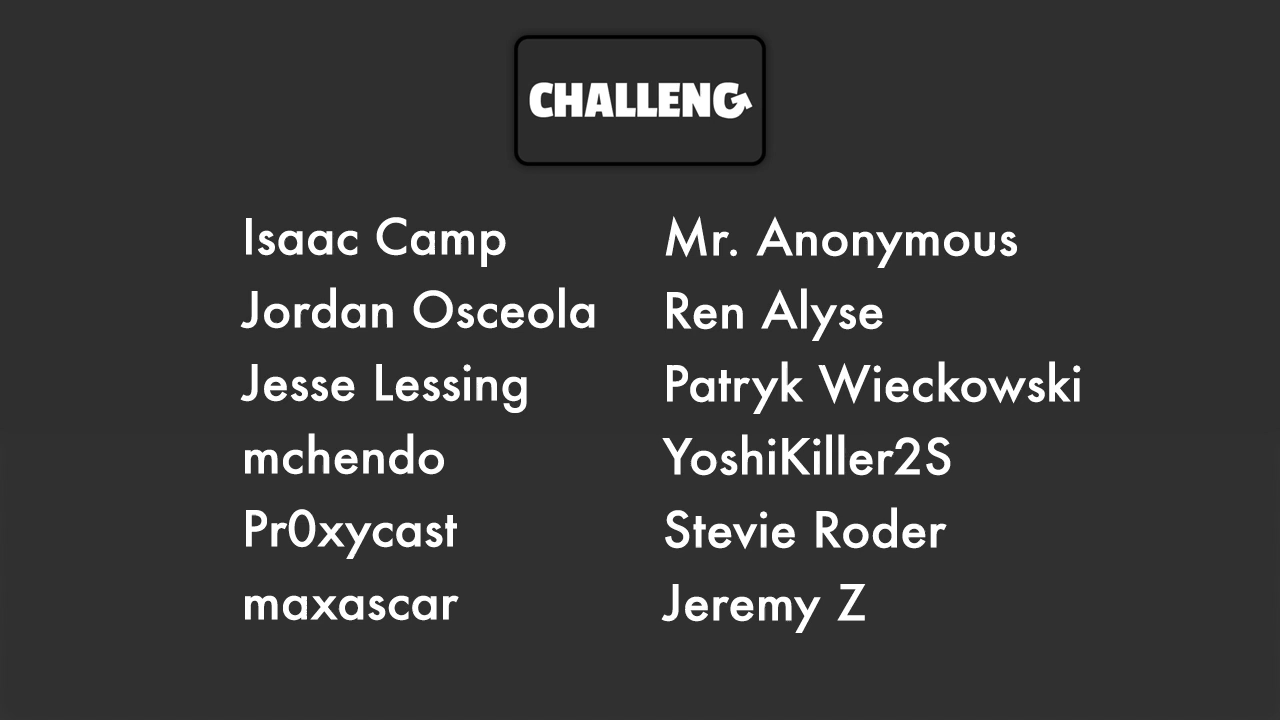 CHALLENG
Isaac Camp
Jordan Osceola
Jesse Lessing
mchendo
Pr0xycast
maxascar
Mr. Anonymous
Ren Alyse
Patryk Wieckowski
YoshiKiller2S
Stevie Roder
Jeremy Z